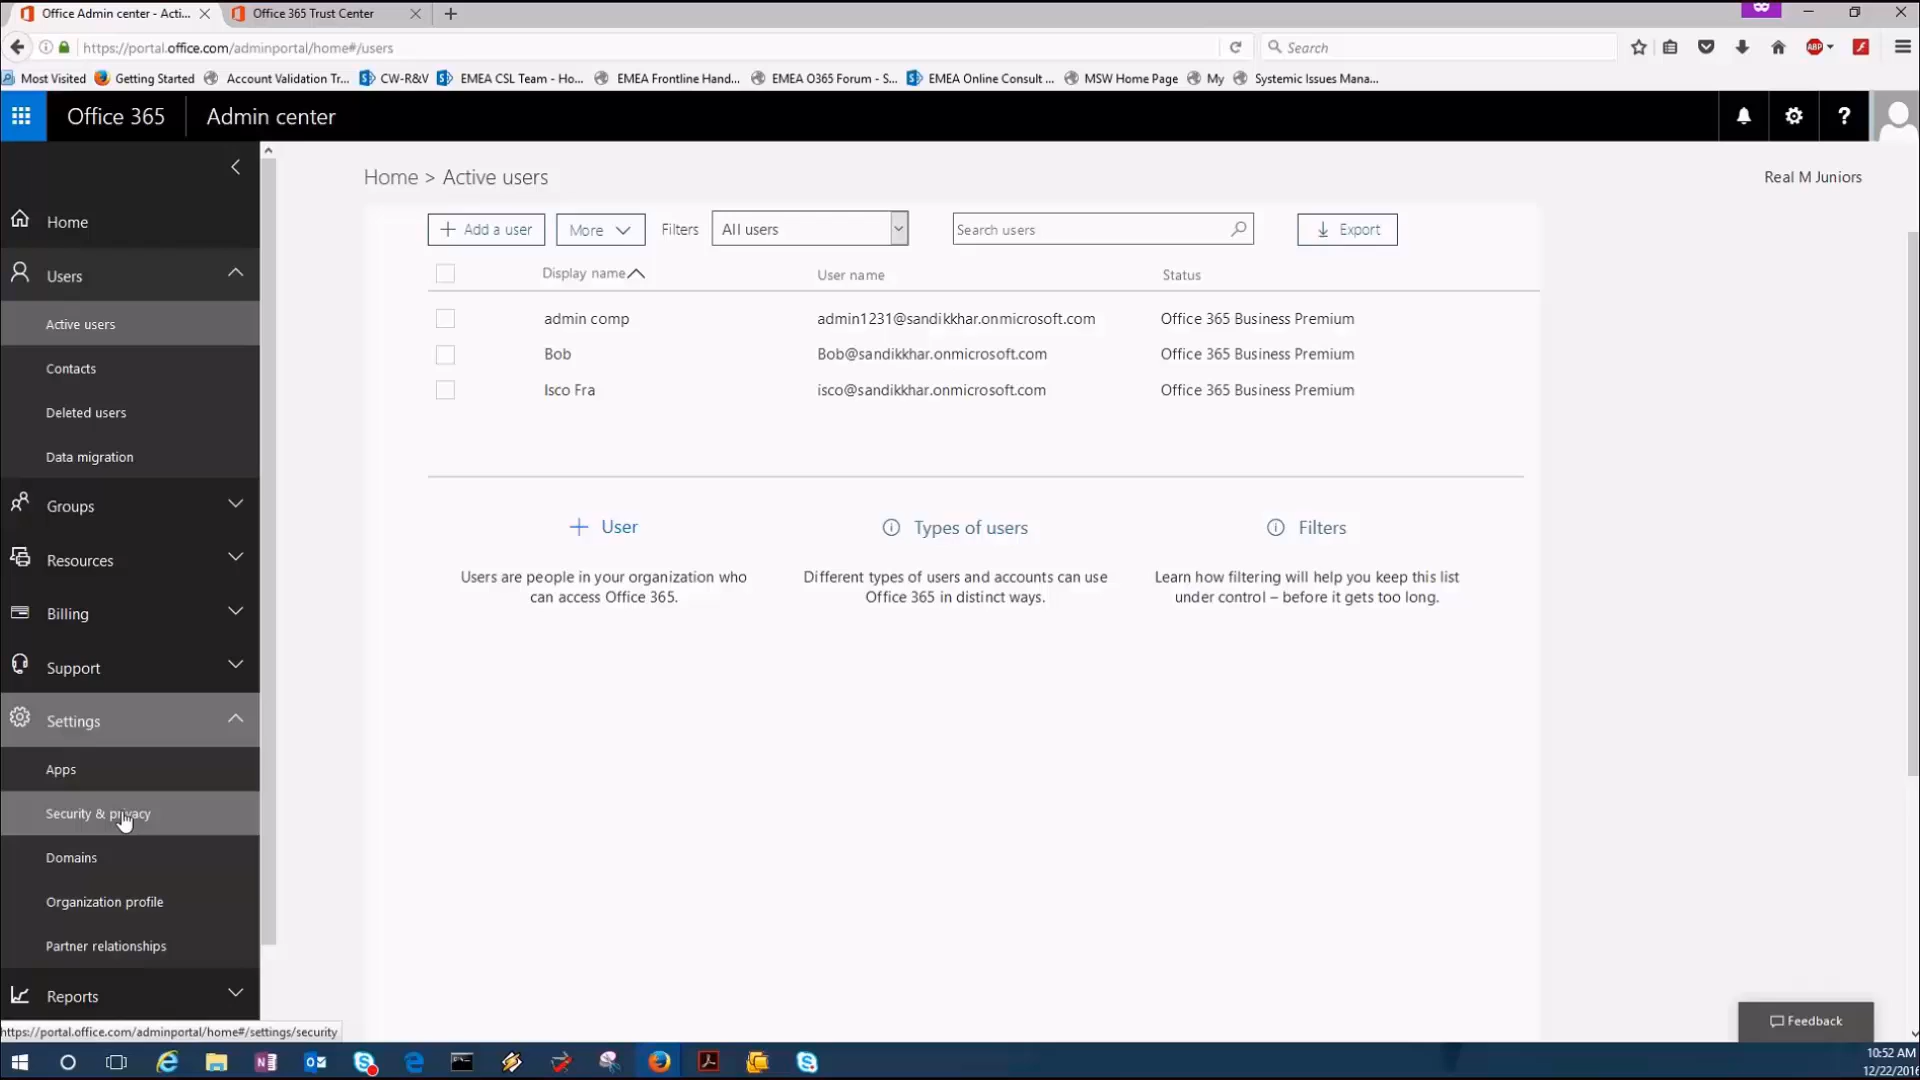 Office Admin center - Acti...
Office 365 Trust Center
https://portal.office.com/adminportal/home#/users
Search
ABP
Most Visited
Getting Started
Account Validation Tr...
CW-R&V
EMEA CSL Team - Ho...
EMEA Frontline Hand...
EMEA O365 Forum - S...
EMEA Online Consult ...
MSW Home Page
My
Systemic Issues Mana...
Office 365
Admin center
?
Home > Active users
Real M Juniors
Home
Users
Active users
Contacts
Deleted users
Data migration
Groups
Resources
Billing
Support
Settings
Apps
Security & privacy
Domains
Organization profile
Partner relationships
Reports
Add a user
More
Filters
All users
Search users
Export
Display name
User name
Status
admin comp
admin1231@sandikkhar.onmicrosoft.com
Office 365 Business Premium
Bob
Bob@sandikkhar.onmicrosoft.com
Office 365 Business Premium
Isco Fra
isco@sandikkhar.onmicrosoft.com
Office 365 Business Premium
User
Users are people in your organization who
can access Office 365.
Types of users
Different types of users and accounts can use
Office 365 in distinct ways.
Filters
Learn how filtering will help you keep this list
under control – before it gets too long.
Feedback
https://portal.office.com/adminportal/home#/settings/security
10:52 AM
12/22/2016